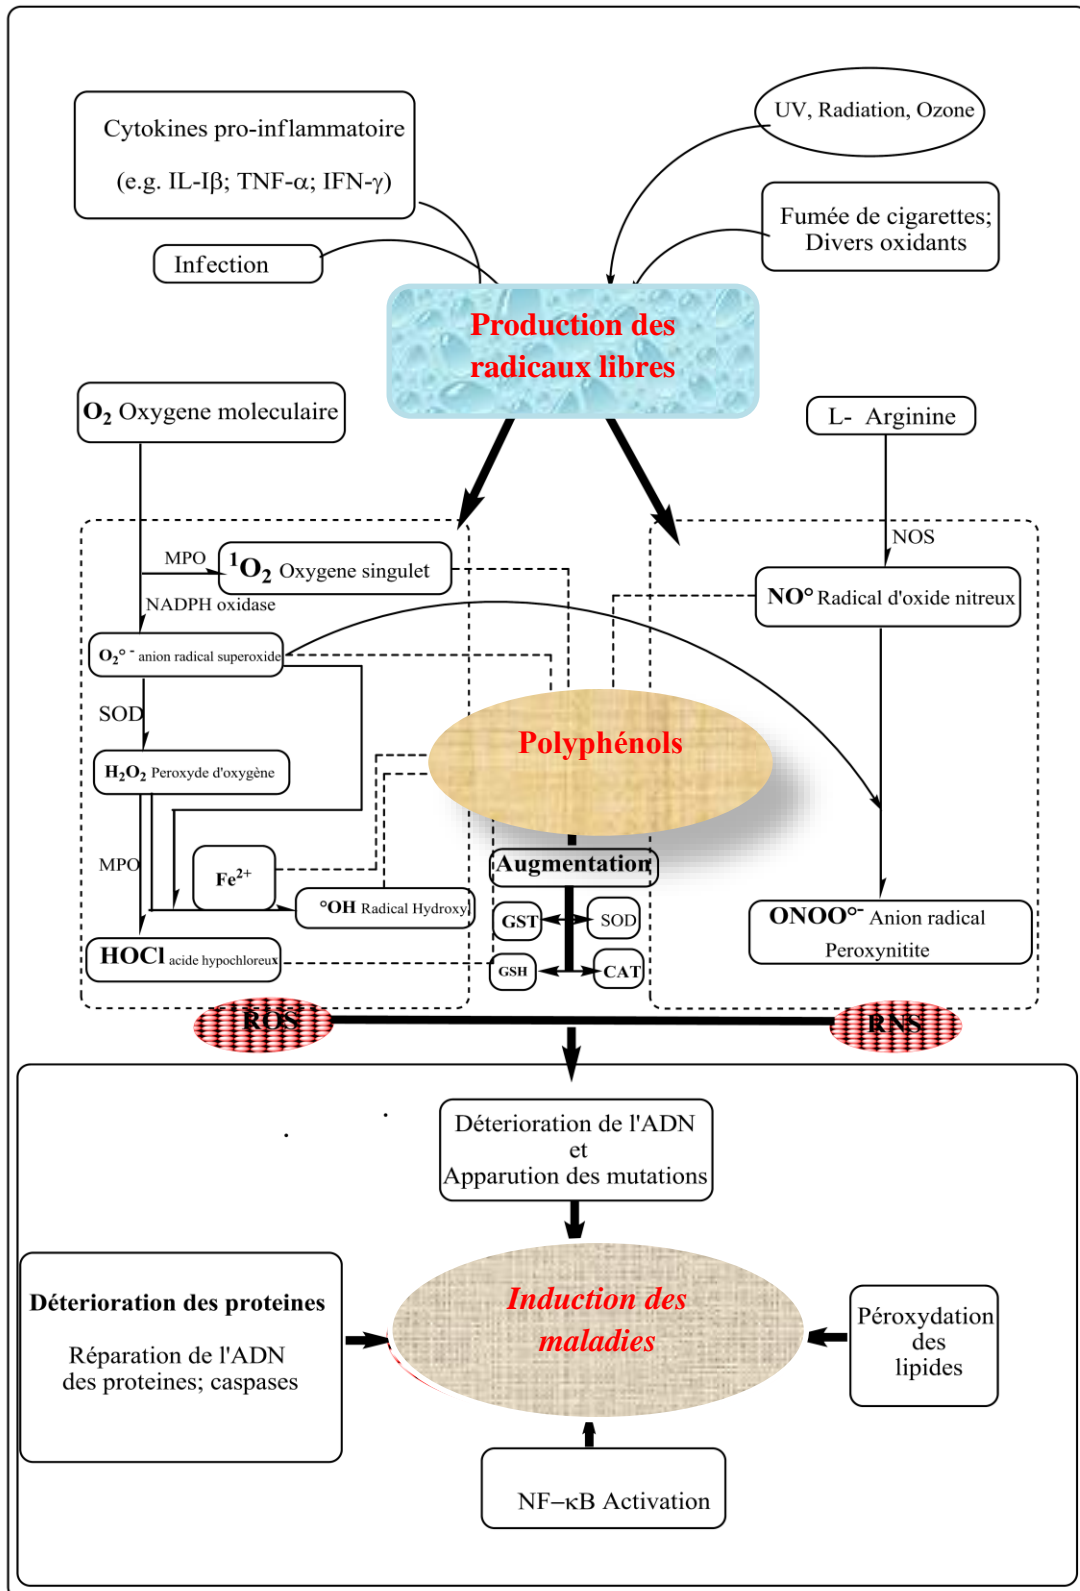 Cytokines pro-inflammatoire
(e.g. IL-Iβ; TNF-α; IFN-γ)
UV, Radiation, Ozone
Fumée de cigarettes;
Divers oxidants
Infection
Production des
radicaux libres
O₂ Oxygene moleculaire
L- Arginine
MPO
¹O₂ Oxygene singulet
NOS
NADPH oxidase
NO° Radical d'oxide nitreux
O₂°⁻ anion radical superoxide
SOD
Polyphénols
H₂O₂ Peroxyde d'oxygène
MPO
Fe²⁺
Augmentation
°OH Radical Hydroxy
GST
SOD
ONOO°⁻ Anion radical
Peroxynitite
HOCl acide hypochloreux
GSH
CAT
ROS
RNS
Déterioration de l'ADN
et
Apparution des mutations
Déterioration des proteines
Réparation de l'ADN
des proteines; caspases
Induction des
maladies
Péroxydation
des
lipides
NF−κB Activation